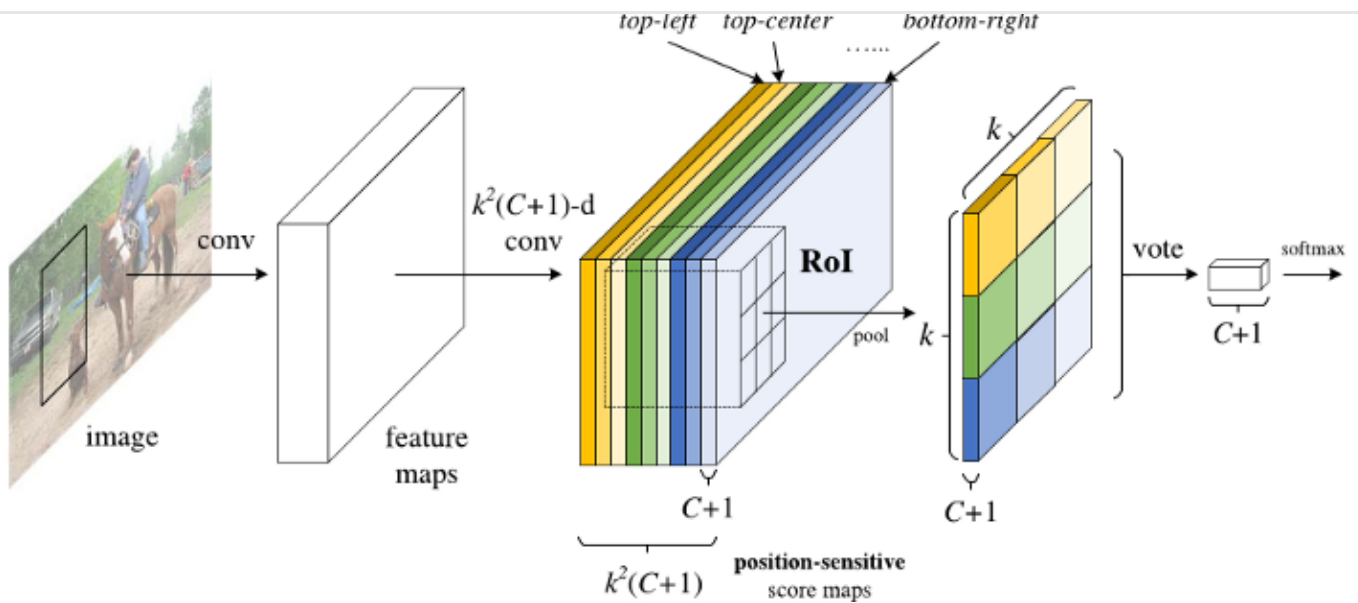 top-left top-center bottom-right
…...
k
k²(C+1)-d
conv
conv
RoI
vote
softmax
pool
k
C+1
image
feature
maps
C+1
C+1
k²(C+1)
position-sensitive
score maps